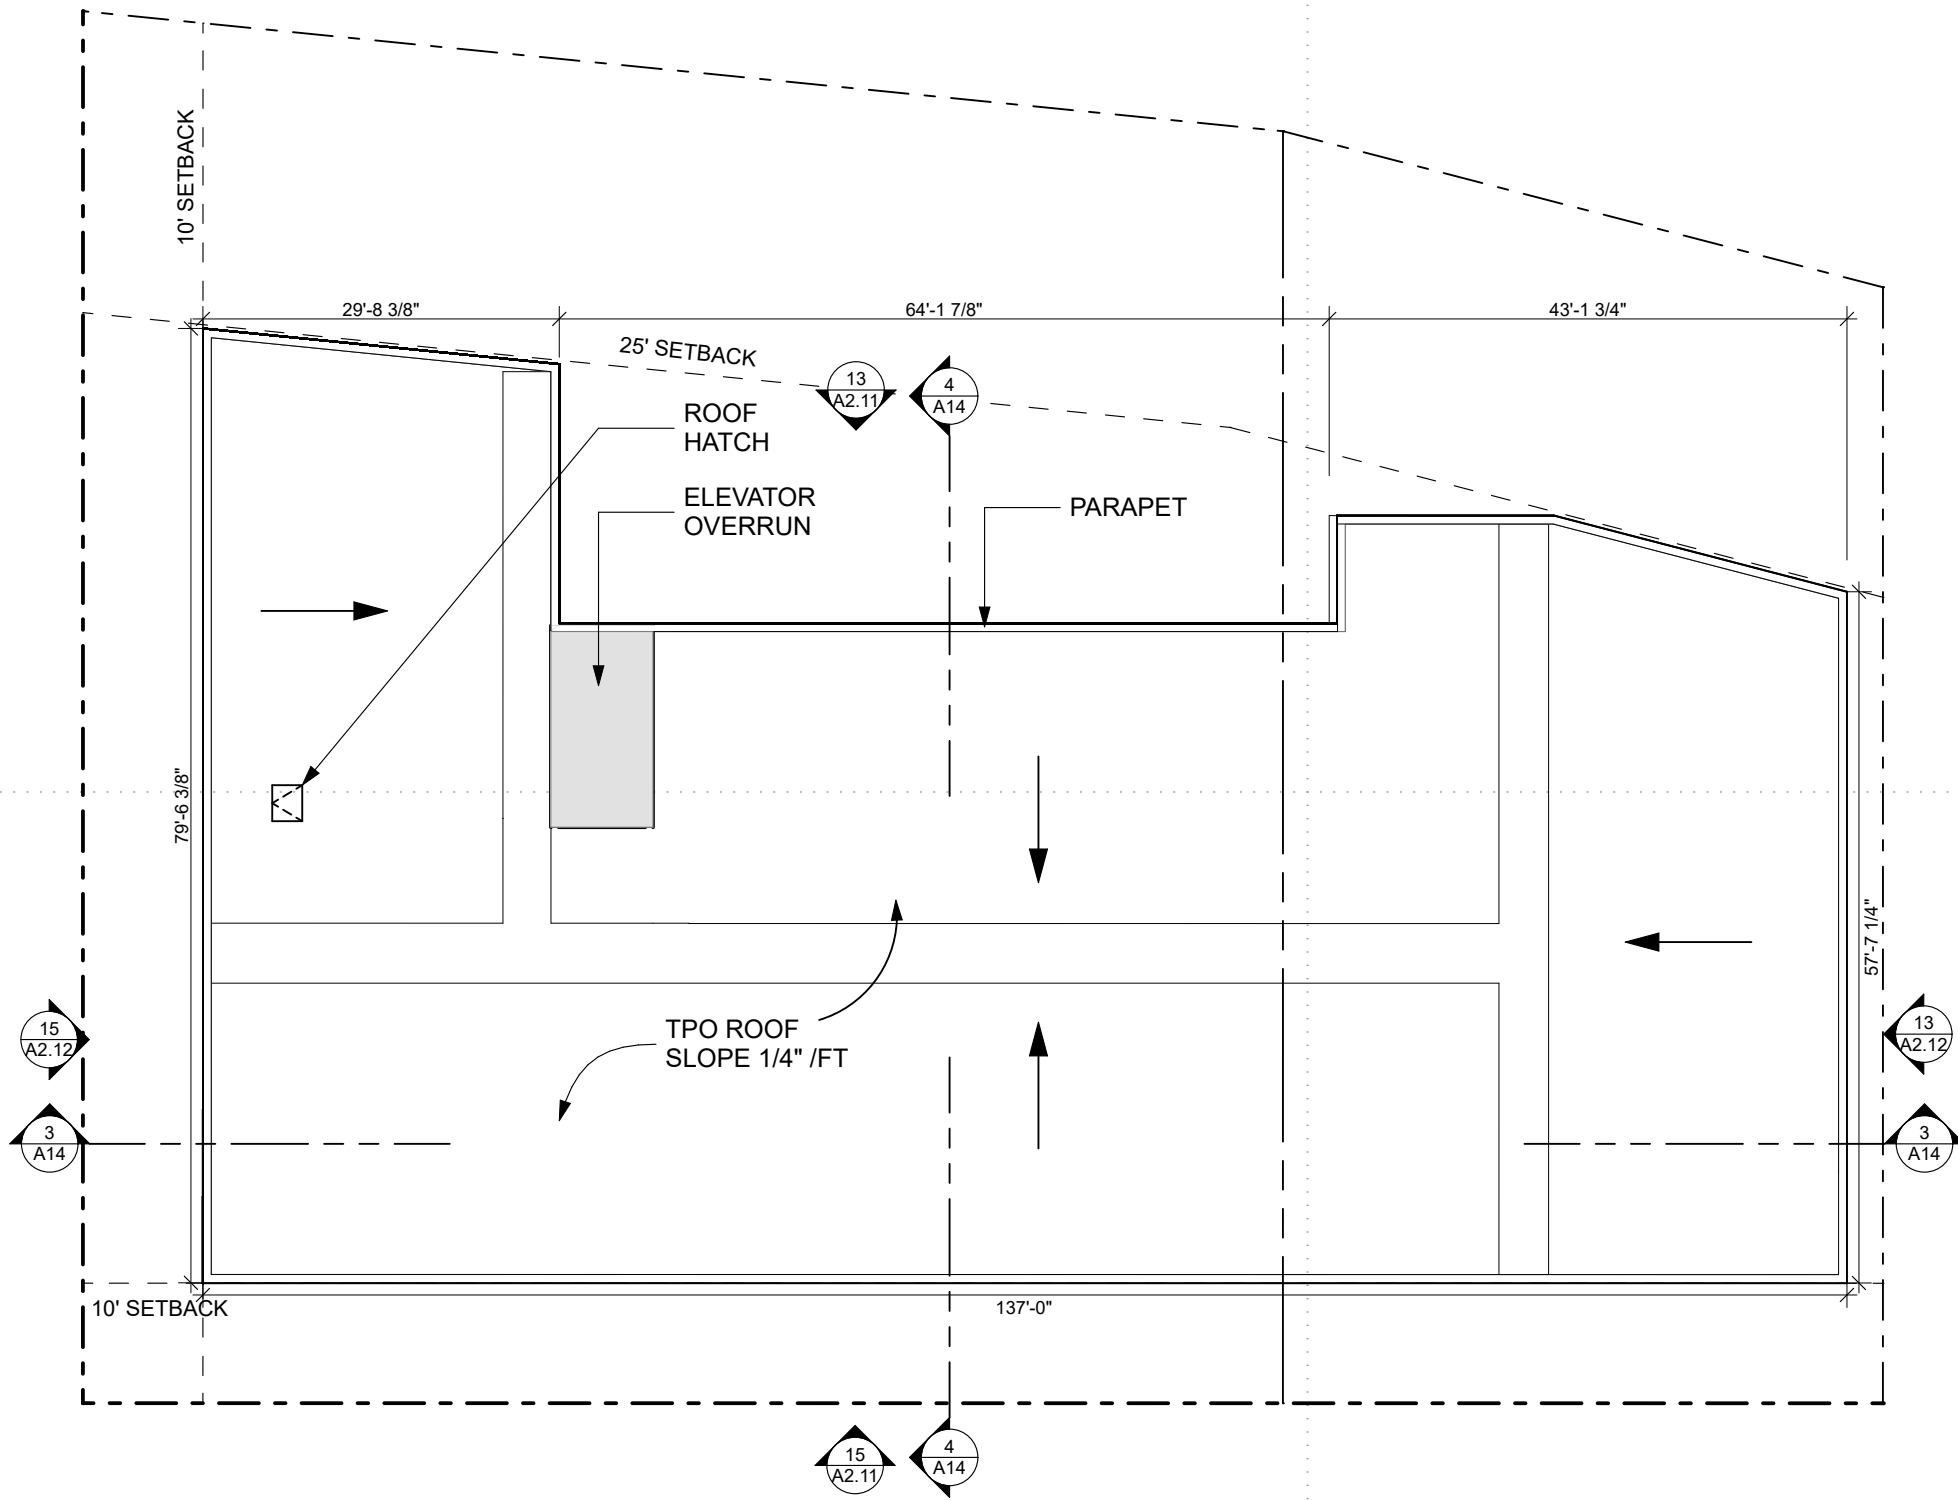 10' SETBACK
29'-8 3/8"
64'-1 7/8"
43'-1 3/4"
25' SETBACK
13
A2.11
4
A14
ROOF
HATCH
ELEVATOR
OVERRUN
PARAPET
79'-6 3/8"
57'-7 1/4"
TPO ROOF
SLOPE 1/4" /FT
15
A2.12
13
A2.12
3
A14
3
A14
10' SETBACK
137'-0"
15
A2.11
4
A14